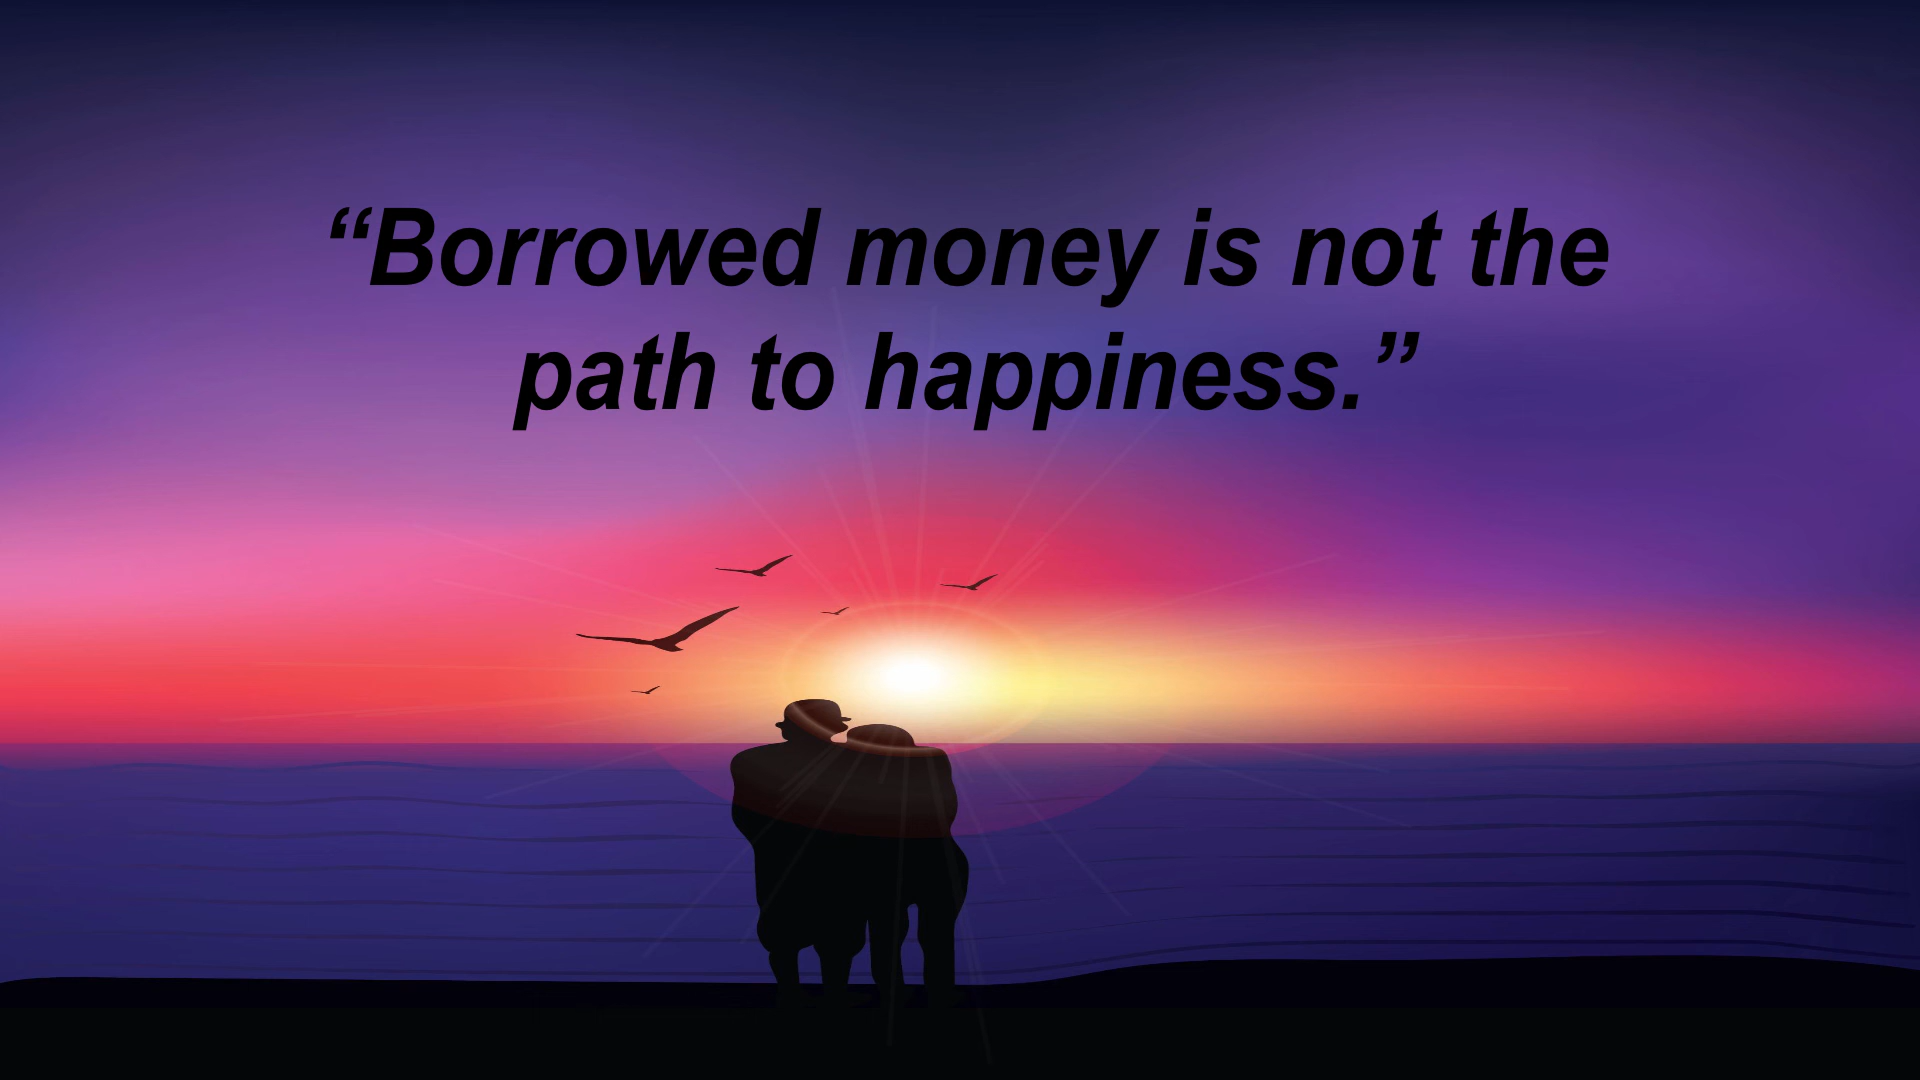 “Borrowed money is not the
path to happiness.”